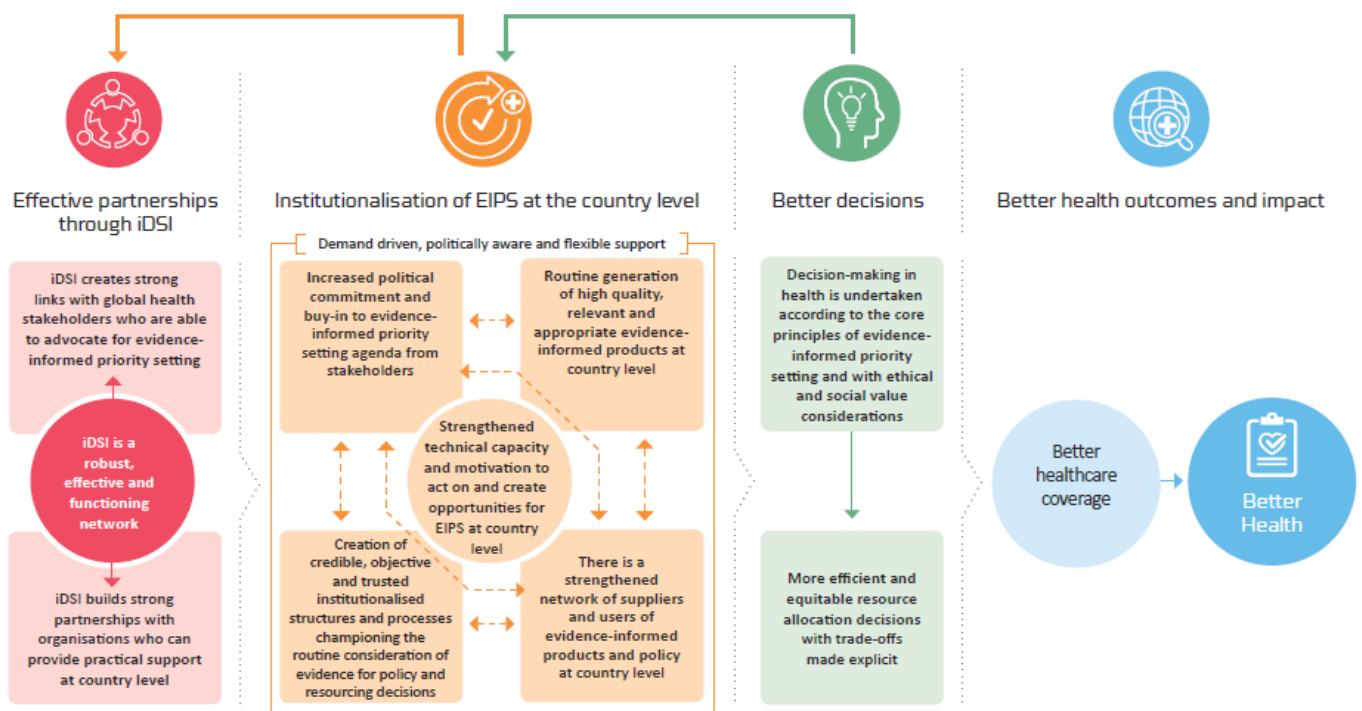 Effective partnerships
through iDSI
iDSI creates strong
links with global health
stakeholders who are able
to advocate for evidence-
informed priority setting
iDSI is a
robust,
effective and
functioning
network
iDSI builds strong
partnerships with
organisations who can
provide practical support
at country level
Institutionalisation of EIPS at the country level
Demand driven, politically aware and flexible support
Increased political
commitment and
buy-in to evidence-
informed priority
setting agenda from
stakeholders
Routine generation
of high quality,
relevant and
appropriate evidence-
informed products at
country level
Strengthened
technical capacity
and motivation to
act on and create
opportunities for
EIPS at country
level
Creation of
credible, objective
and trusted
institutionalised
structures and processes
championing the
routine consideration of
evidence for policy and
resourcing decisions
There is a
strengthened
network of suppliers
and users of
evidence-informed
products and policy
at country level
Better decisions
Decision-making in
health is undertaken
according to the core
principles of evidence-
informed priority
setting and with ethical
and social value
considerations
More efficient and
equitable resource
allocation decisions
with trade-offs
made explicit
Better health outcomes and impact
Better
healthcare
coverage
Better
Health